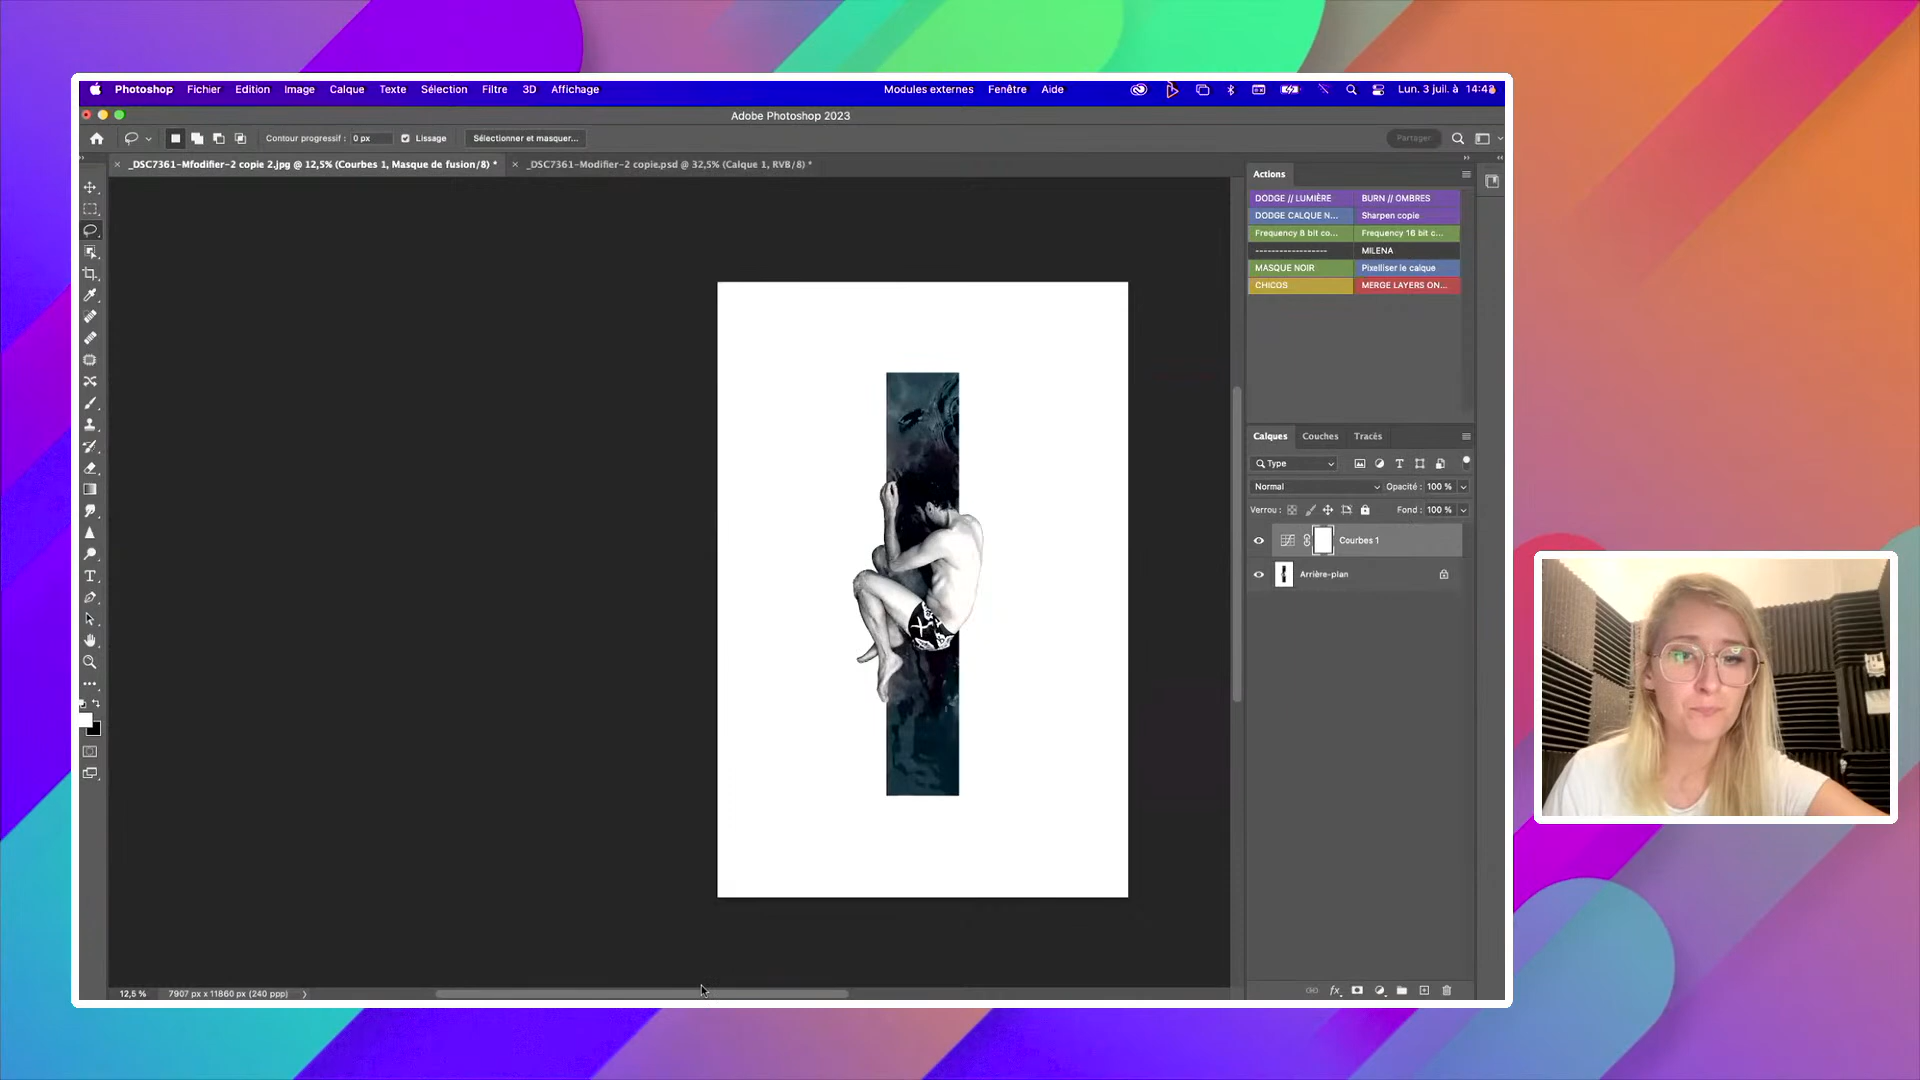 Photoshop Fichier Edition Image Calque Texte Sélection Filtre 3D Affichage Modules externes Fenêtre Aide Lun. 3 juil. à
Adobe Photoshop 2023
Contour progressif : 0 px Lissage Sélectionner et masquer... Partager
_DSC7361-Mfodifier-2 copie 2.jpg @ 12,5% (Courbes 1, Masque de fusion/8) * _DSC7361-Modifier-2 copie.psd @ 32,5% (Calque 1, RVB/8) *
Actions
DODGE // LUMIÈRE BURN // OMBRES
DODGE CALQUE N... Sharpen copie
Frequency 8 bit co... Frequency 16 bit c...
------------------ MILENA
MASQUE NOIR Pixelliser le calque
CHICOS MERGE LAYERS ON...
Calques Couches Tracés
Type
Normal Opacité : 100 %
Verrou : Fond : 100 %
Courbes 1
Arrière-plan
12,5 % 7907 px x 11860 px (240 ppp)